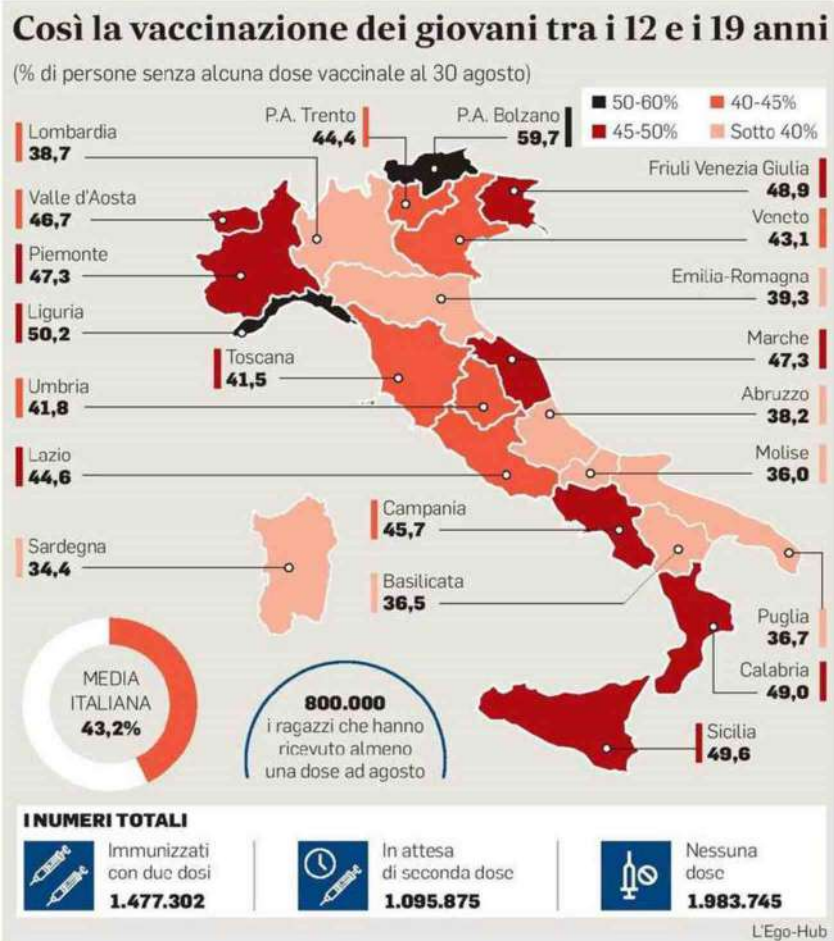 Così la vaccinazione dei giovani tra i 12 e i 19 anni
(% di persone senza alcuna dose vaccinale al 30 agosto)
50-60%
40-45%
45-50%
Sotto 40%
Lombardia
38,7
P.A. Trento
44,4
P.A. Bolzano
59,7
Valle d'Aosta
46,7
Friuli Venezia Giulia
48,9
Piemonte
47,3
Veneto
43,1
Liguria
50,2
Emilia-Romagna
39,3
Toscana
41,5
Marche
47,3
Umbria
41,8
Abruzzo
38,2
Lazio
44,6
Molise
36,0
Campania
45,7
Sardegna
34,4
Basilicata
36,5
Puglia
36,7
Calabria
49,0
Sicilia
49,6
MEDIA
ITALIANA
43,2%
800.000
i ragazzi che hanno
ricevuto almeno
una dose ad agosto
I NUMERI TOTALI
Immunizzati
con due dosi
1.477.302
In attesa
di seconda dose
1.095.875
Nessuna
dose
1.983.745
L'Ego-Hub